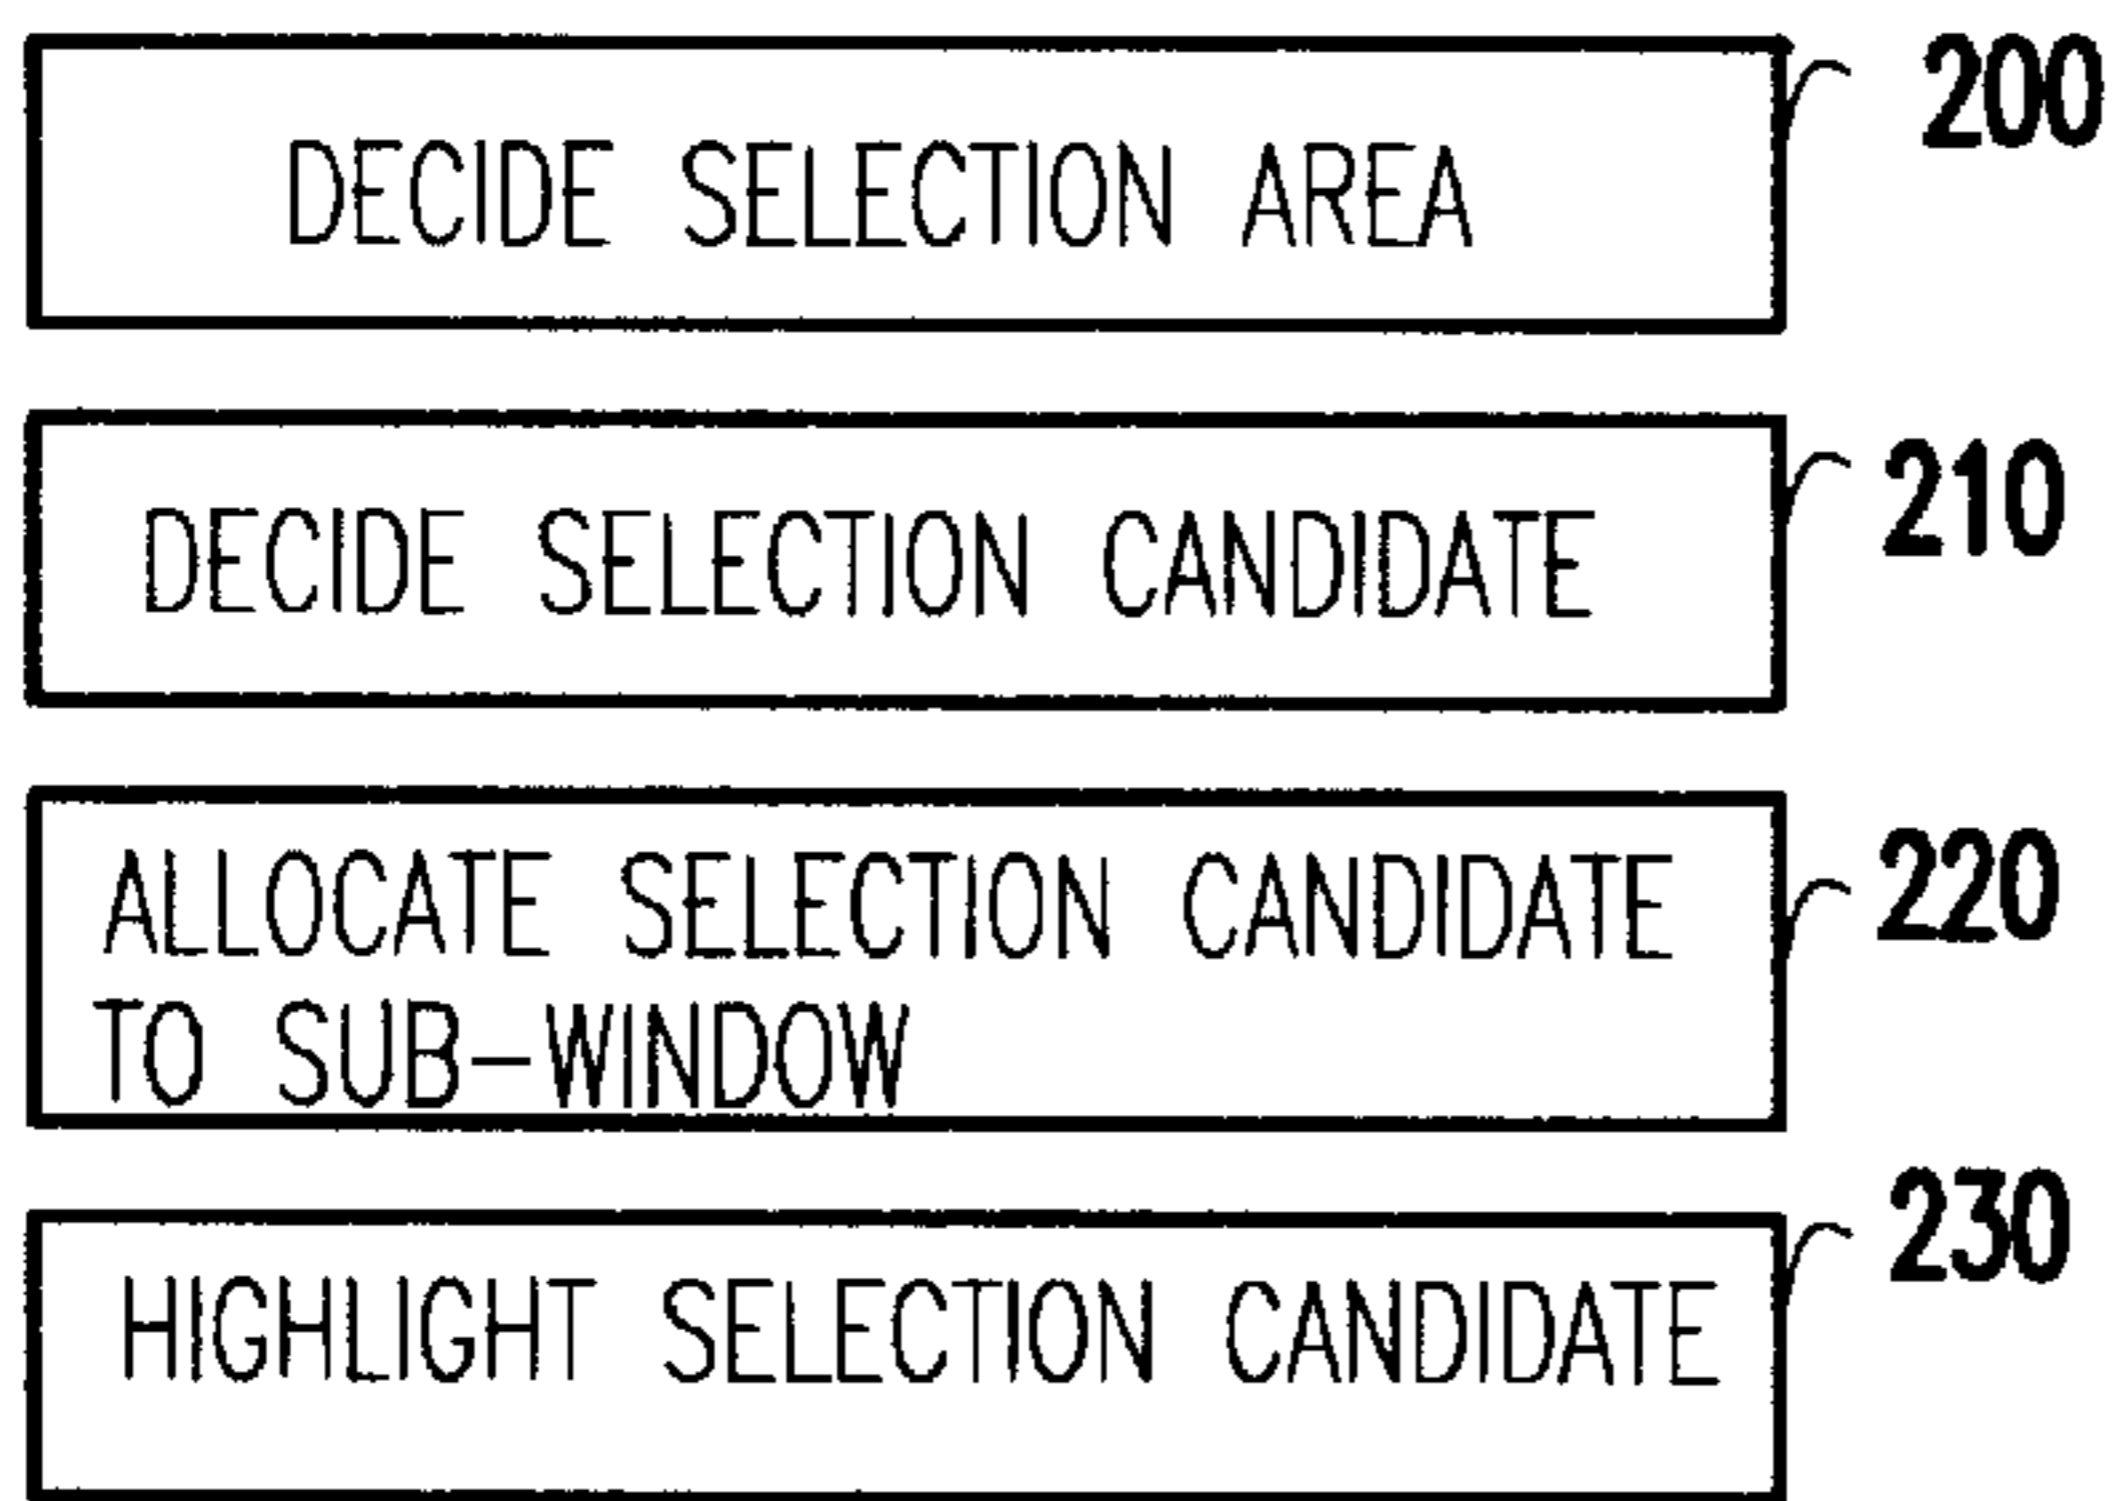 200
DECIDE SELECTION AREA
210
DECIDE SELECTION CANDIDATE
220
ALLOCATE SELECTION CANDIDATE
TO SUB-WINDOW
230
HIGHLIGHT SELECTION CANDIDATE